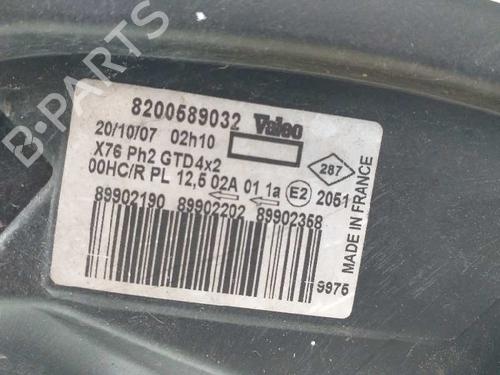 B-PARTS
8200589032 Valeo
20/10/07 02h10
X76 Ph2 GTD4x2
287
00HC/R PL 12,5 02A 01 1a E2 2051
89902190 89902202 89902358
MADE IN FRANCE
9975